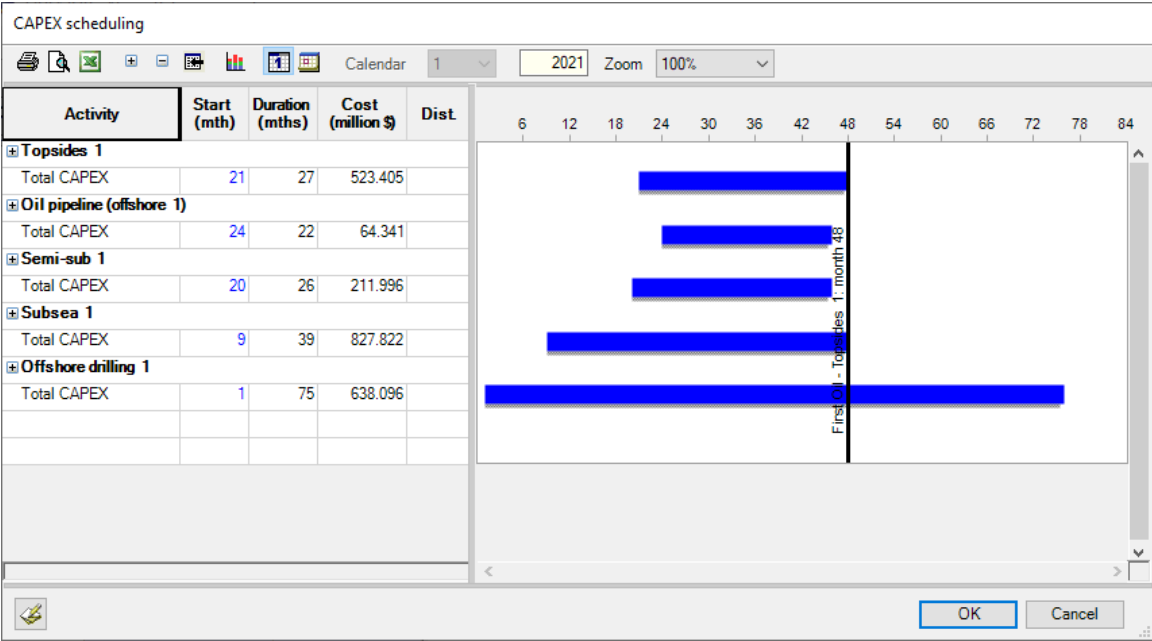 CAPEX scheduling
1 Calendar 1 2021 Zoom 100%
Activity Start (mth) Duration (mths) Cost (million $) Dist.
6 12 18 24 30 36 42 48 54 60 66 72 78 84
Topsides 1
Total CAPEX 21 27 523.405
Oil pipeline (offshore 1)
Total CAPEX 24 22 64.341
Semi-sub 1
Total CAPEX 20 26 211.996
Subsea 1
Total CAPEX 9 39 827.822
Offshore drilling 1
Total CAPEX 1 75 638.096
First Oil - Topsides 1: month 48
OK Cancel